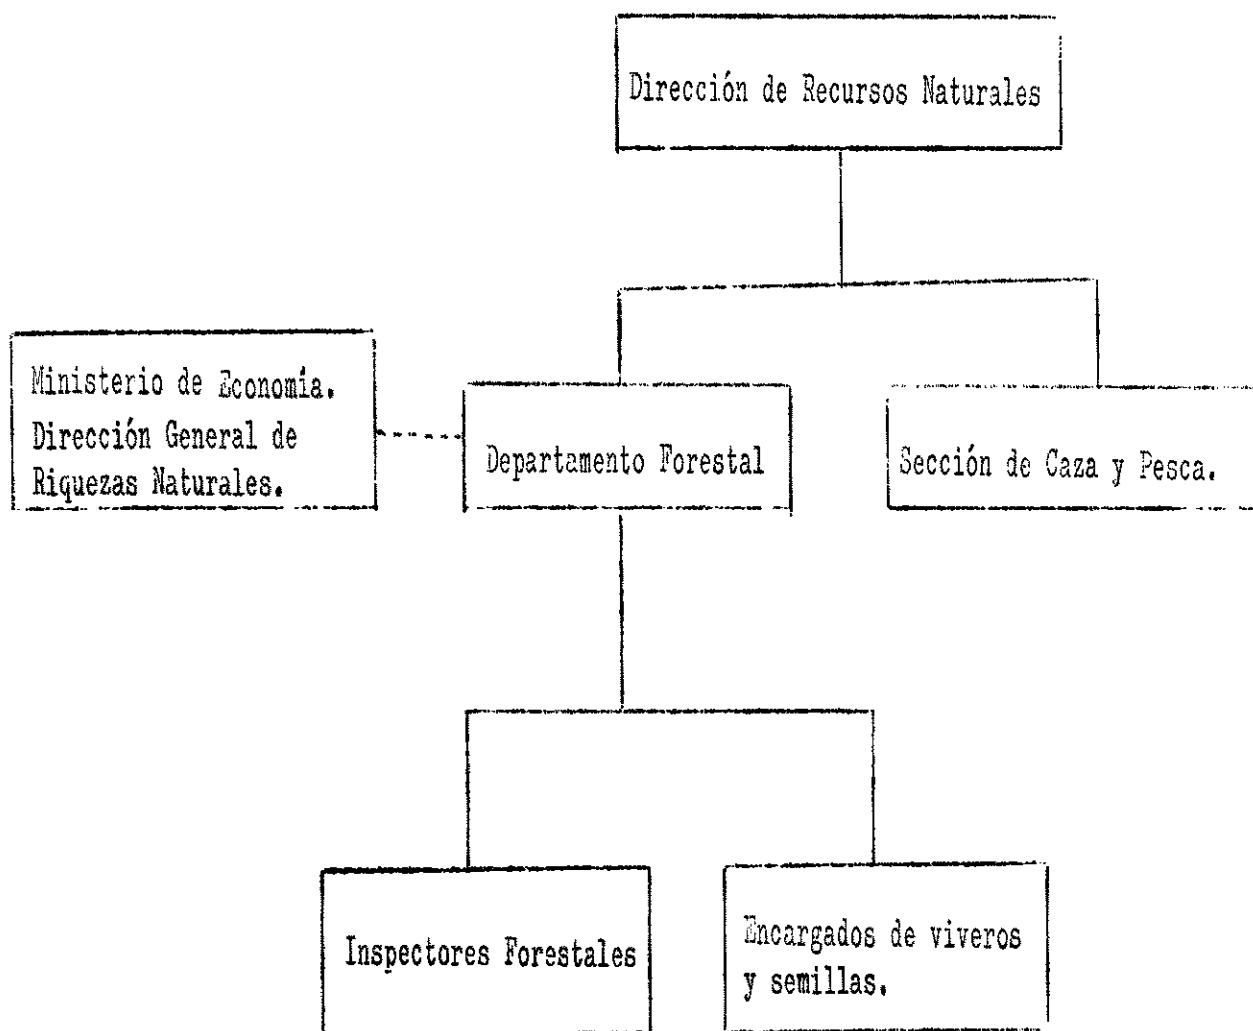 Dirección de Recursos Naturales
Ministerio de Economía.
Dirección General de
Riquezas Naturales.
Departamento Forestal
Sección de Caza y Pesca.
Inspectores Forestales
Encargados de viveros
y semillas.